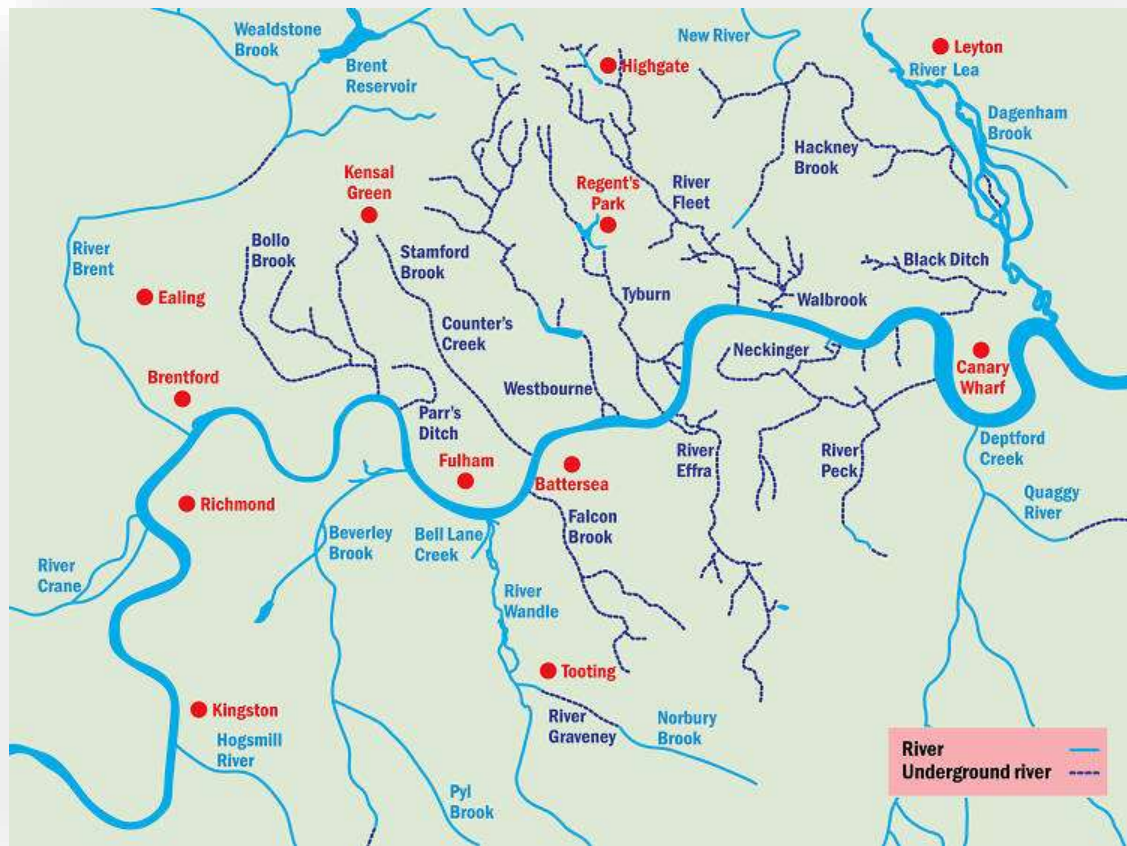 Wealdstone
Brook
Brent
Reservoir
New River
Highgate
Leyton
River Lea
Dagenham
Brook
Hackney
Brook
Kensal
Green
Regent's
Park
River
Fleet
River
Brent
Bollo
Brook
Stamford
Brook
Black Ditch
Ealing
Tyburn
Walbrook
Counter's
Creek
Neckinger
Canary
Wharf
Brentford
Westbourne
Parr's
Ditch
River
Effra
River
Peck
Deptford
Creek
Fulham
Battersea
Quaggy
River
Richmond
Beverley
Brook
Bell Lane
Creek
Falcon
Brook
River
Crane
River
Wandle
Tooting
Kingston
River
Graveney
Norbury
Brook
Hogsmill
River
Pyl
Brook
River
Underground river